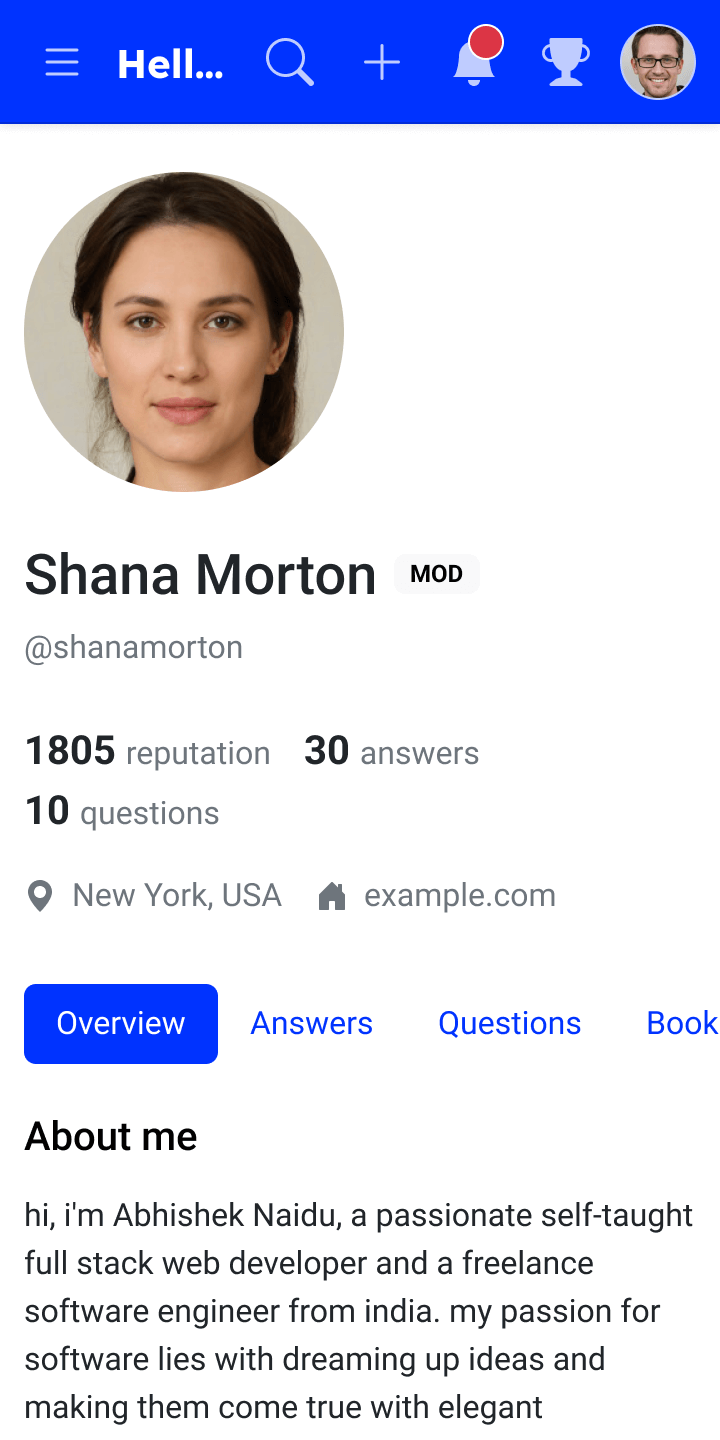 Hell...
Shana Morton MOD
@shanamorton
1805 reputation 30 answers
10 questions
New York, USA example.com
Overview Answers Questions Book
About me
hi, i'm Abhishek Naidu, a passionate self-taught
full stack web developer and a freelance
software engineer from india. my passion for
software lies with dreaming up ideas and
making them come true with elegant